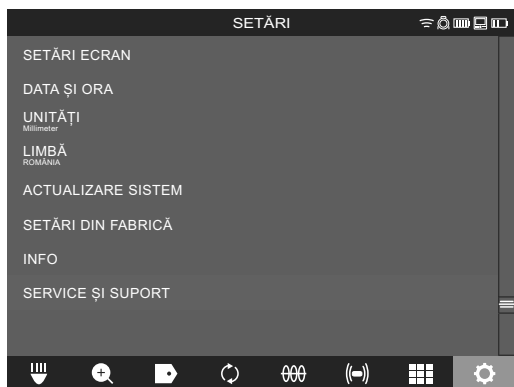 SETĂRI
SETĂRI ECRAN
DATA ȘI ORA
UNITĂȚI
Millimeter
LIMBĂ
ROMÂNIA
ACTUALIZARE SISTEM
SETĂRI DIN FABRICĂ
INFO
SERVICE ȘI SUPORT